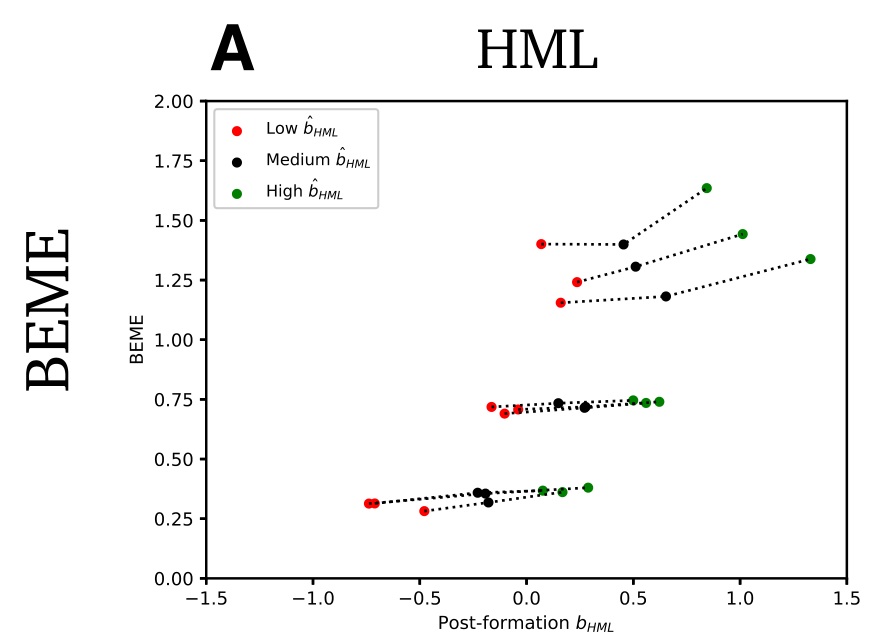 A
HML
BEME
Low b̂HML
Medium b̂HML
High b̂HML
2.00
1.75
1.50
1.25
1.00
0.75
0.50
0.25
0.00
BEME
−1.5 −1.0 −0.5 0.0 0.5 1.0 1.5
Post-formation bHML